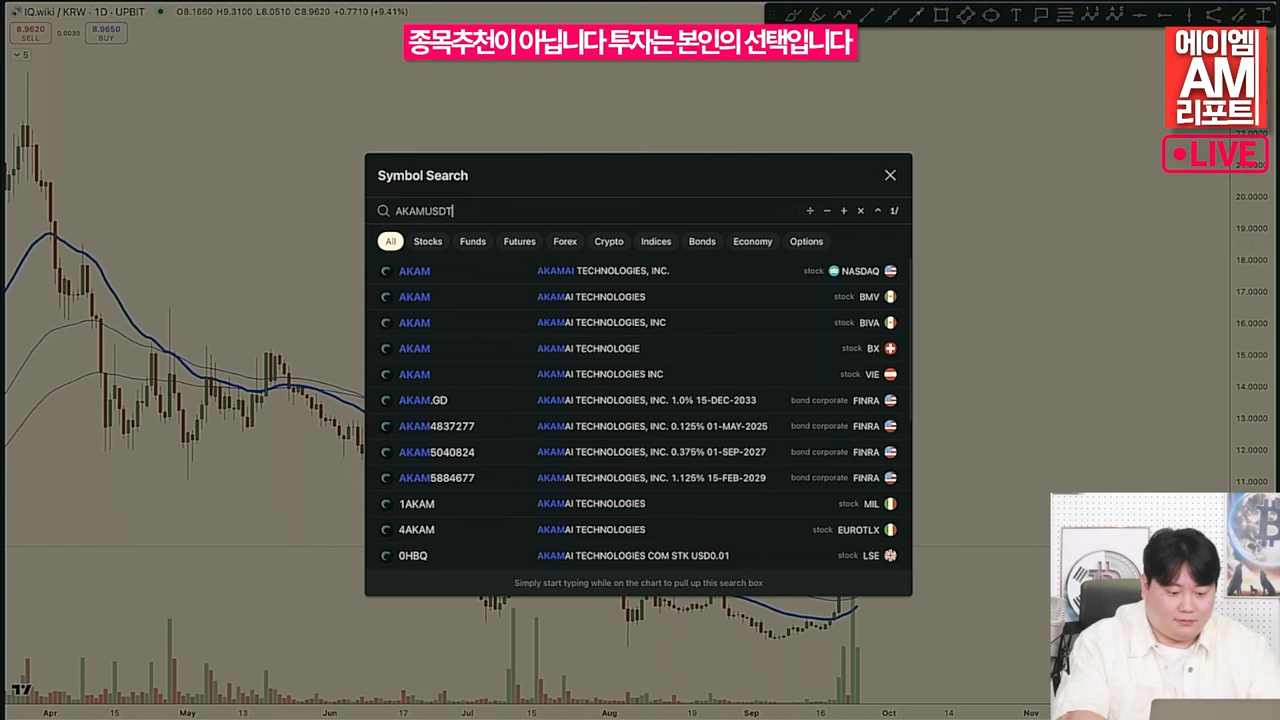 IQ.wiki / KRW · 1D · UPBIT O8.1660 H9.3100 L8.0510 C8.9620 +0.7710 (+9.41%)
8.9620 SELL 0.0030 8.9650 BUY
5
종목추천이 아닙니다 투자는 본인의 선택입니다
에이엠
AM
리포트
LIVE
Symbol Search
AKAMUSDT
1/
All Stocks Funds Futures Forex Crypto Indices Bonds Economy Options
AKAM AKAMAI TECHNOLOGIES, INC. stock NASDAQ
AKAM AKAMAI TECHNOLOGIES stock BMV
AKAM AKAMAI TECHNOLOGIES, INC stock BIVA
AKAM AKAMAI TECHNOLOGIE stock BX
AKAM AKAMAI TECHNOLOGIES INC stock VIE
AKAM.GD AKAMAI TECHNOLOGIES, INC. 1.0% 15-DEC-2033 bond corporate FINRA
AKAM4837277 AKAMAI TECHNOLOGIES, INC. 0.125% 01-MAY-2025 bond corporate FINRA
AKAM5040824 AKAMAI TECHNOLOGIES, INC. 0.375% 01-SEP-2027 bond corporate FINRA
AKAM5884677 AKAMAI TECHNOLOGIES, INC. 1.125% 15-FEB-2029 bond corporate FINRA
1AKAM AKAMAI TECHNOLOGIES stock MIL
4AKAM AKAMAI TECHNOLOGIES stock EUROTLX
0HBQ AKAMAI TECHNOLOGIES COM STK USD0.01 stock LSE
Simply start typing while on the chart to pull up this search box
22.0000
21.0000
20.0000
19.0000
18.0000
17.0000
16.0000
15.0000
14.0000
13.0000
12.0000
11.0000
Apr 15 May 13 Jun 17 Jul 15 Aug 19 Sep 16 Oct 14 Nov